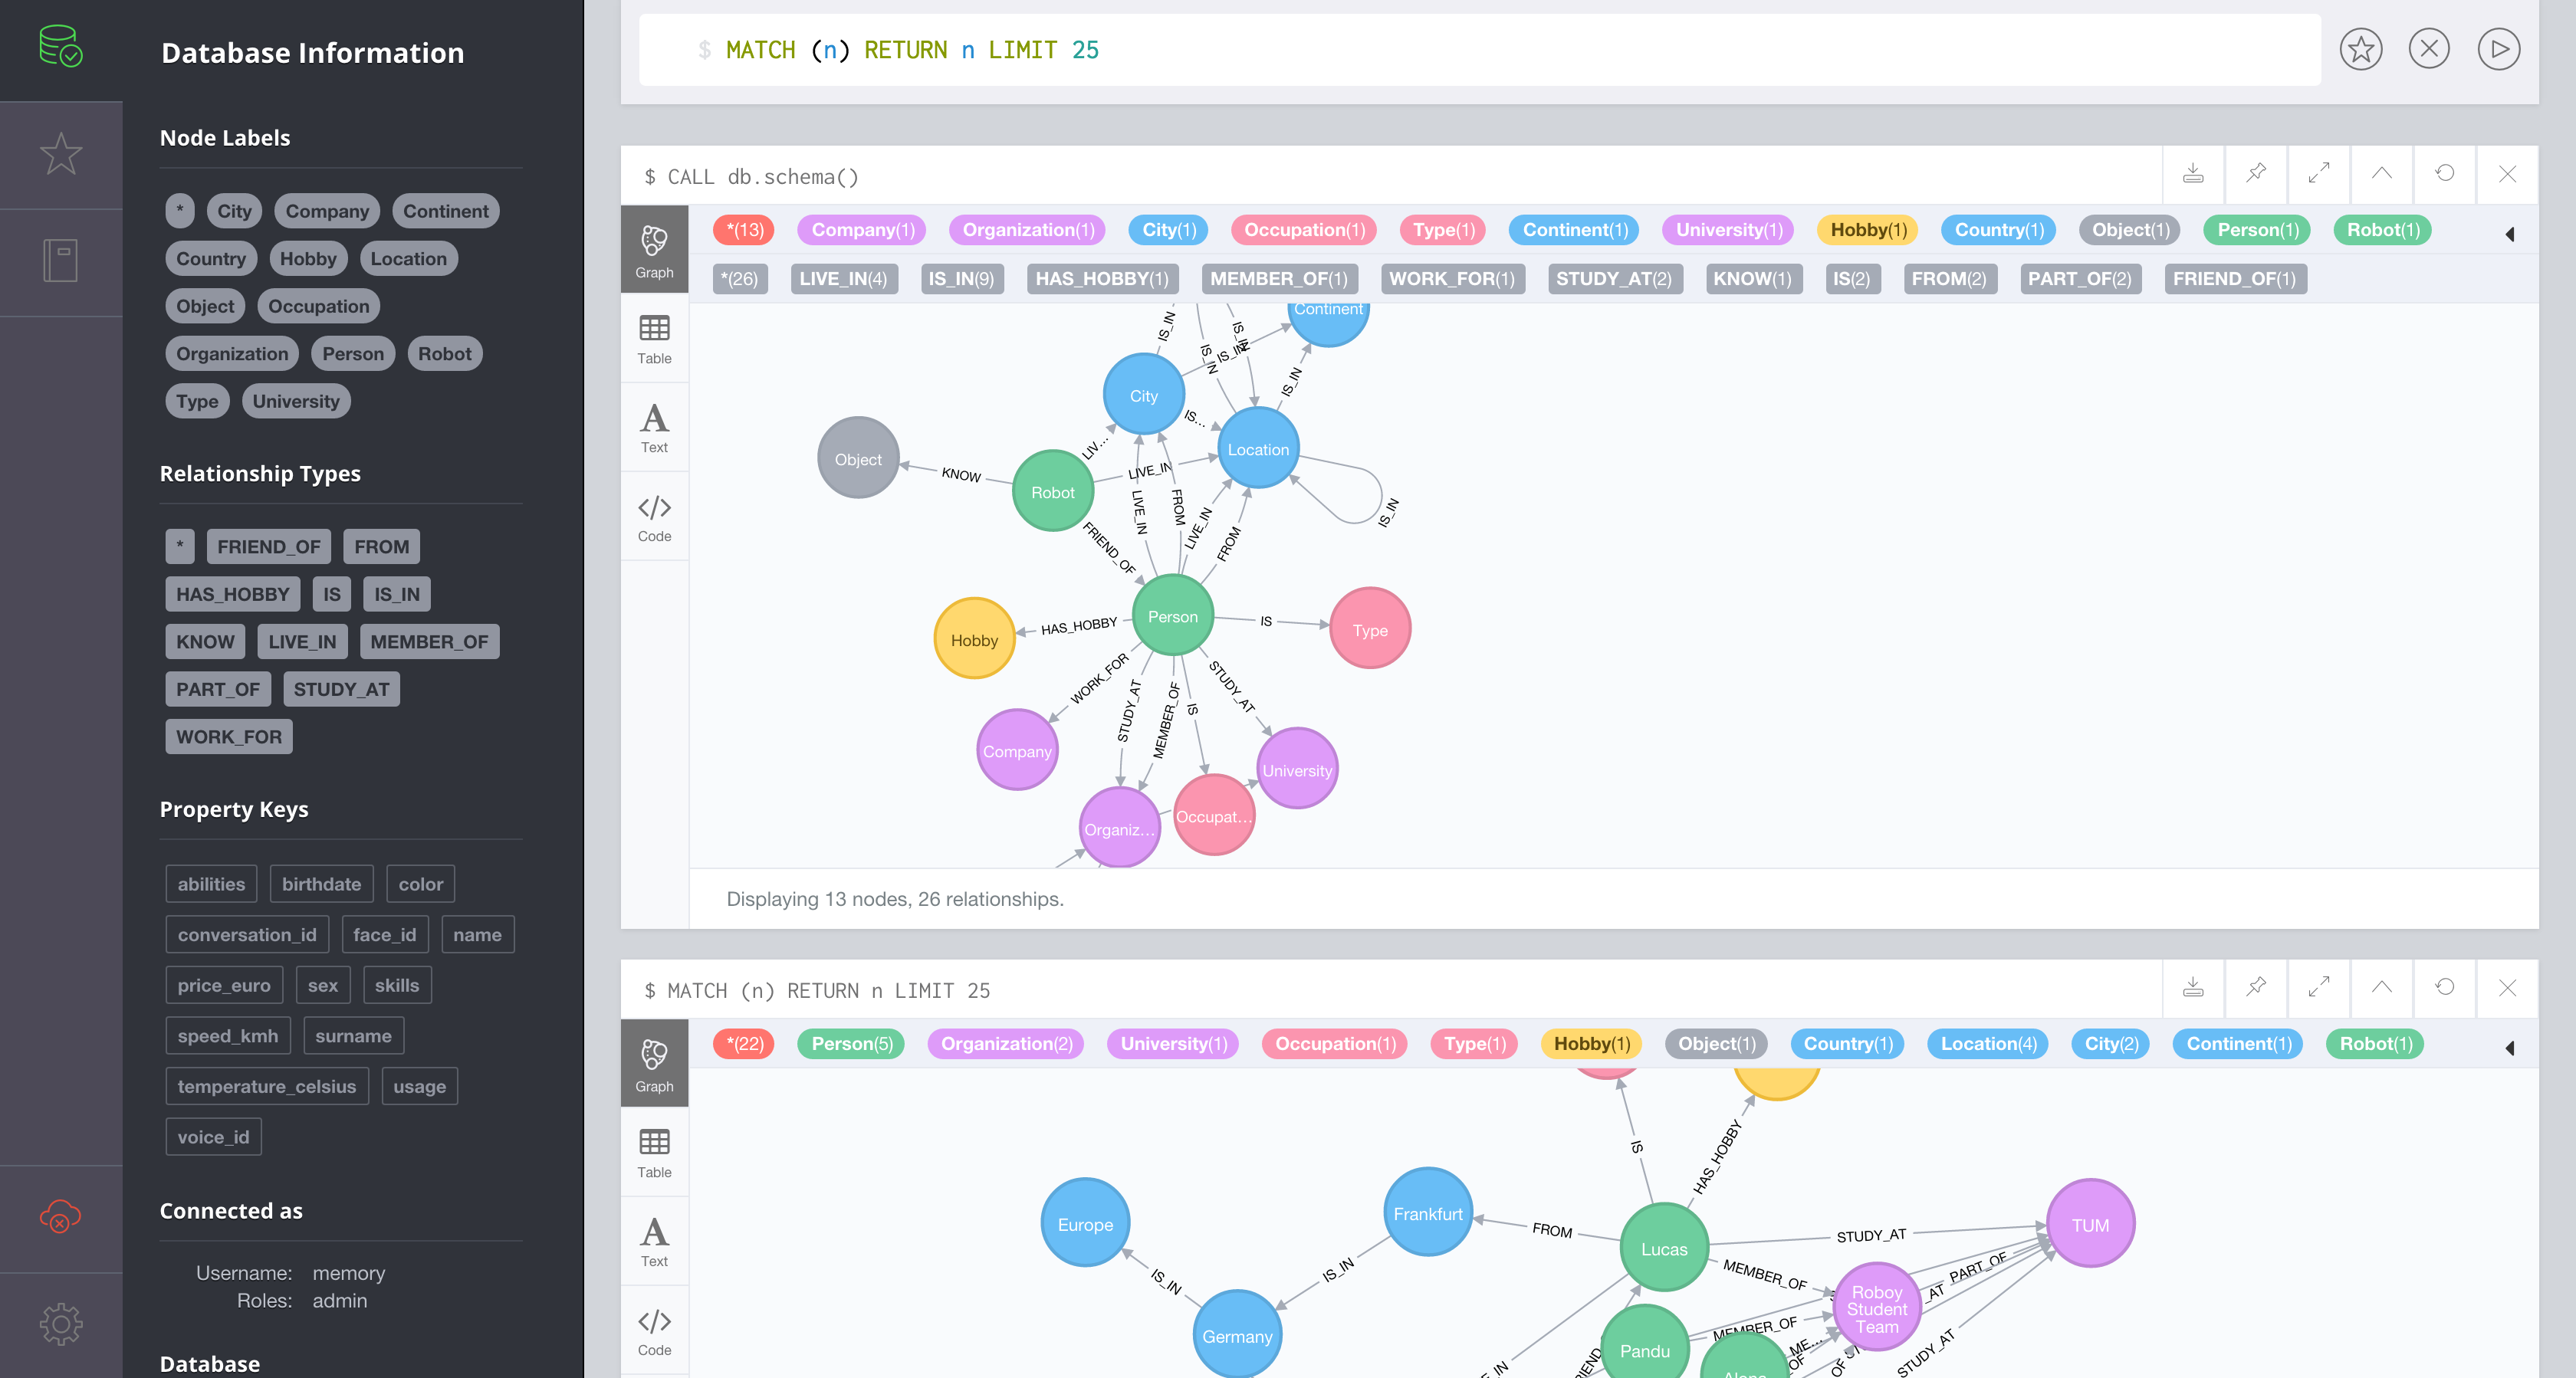 Database Information
Node Labels
* City Company Continent
Country Hobby Location
Object Occupation
Organization Person Robot
Type University
Relationship Types
* FRIEND_OF FROM
HAS_HOBBY IS IS_IN
KNOW LIVE_IN MEMBER_OF
PART_OF STUDY_AT
WORK_FOR
Property Keys
abilities birthdate color
conversation_id face_id name
price_euro sex skills
speed_kmh surname
temperature_celsius usage
voice_id
Connected as
Username: memory
Roles: admin
Database
$ MATCH (n) RETURN n LIMIT 25
$ CALL db.schema()
Graph
Table
Text
Code
*(13) Company(1) Organization(1) City(1) Occupation(1) Type(1) Continent(1) University(1) Hobby(1) Country(1) Object(1) Person(1) Robot(1)
*(26) LIVE_IN(4) IS_IN(9) HAS_HOBBY(1) MEMBER_OF(1) WORK_FOR(1) STUDY_AT(2) KNOW(1) IS(2) FROM(2) PART_OF(2) FRIEND_OF(1)
Continent
IS_IN
IS_IN
IS_IN
IS_IN
IS_IN
City
IS...
Location
Object
KNOW
Robot
LIV...
LIVE_IN
IS_IN
LIVE_IN
FROM
LIVE_IN
FROM
FRIEND_OF
Hobby
HAS_HOBBY
Person
IS
Type
WORK_FOR
STUDY_AT
MEMBER_OF
IS
STUDY_AT
Company
University
Organiz...
Occupat...
Displaying 13 nodes, 26 relationships.
$ MATCH (n) RETURN n LIMIT 25
Graph
Table
Text
Code
*(22) Person(5) Organization(2) University(1) Occupation(1) Type(1) Hobby(1) Object(1) Country(1) Location(4) City(2) Continent(1) Robot(1)
IS
HAS_HOBBY
Europe
Frankfurt
FROM
Lucas
STUDY_AT
TUM
IS_IN
IS_IN
MEMBER_OF
PART_OF
Germany
Roboy
Student
Team
_AT
Pandu
MEMBER_OF
ME...
STUDY_AT